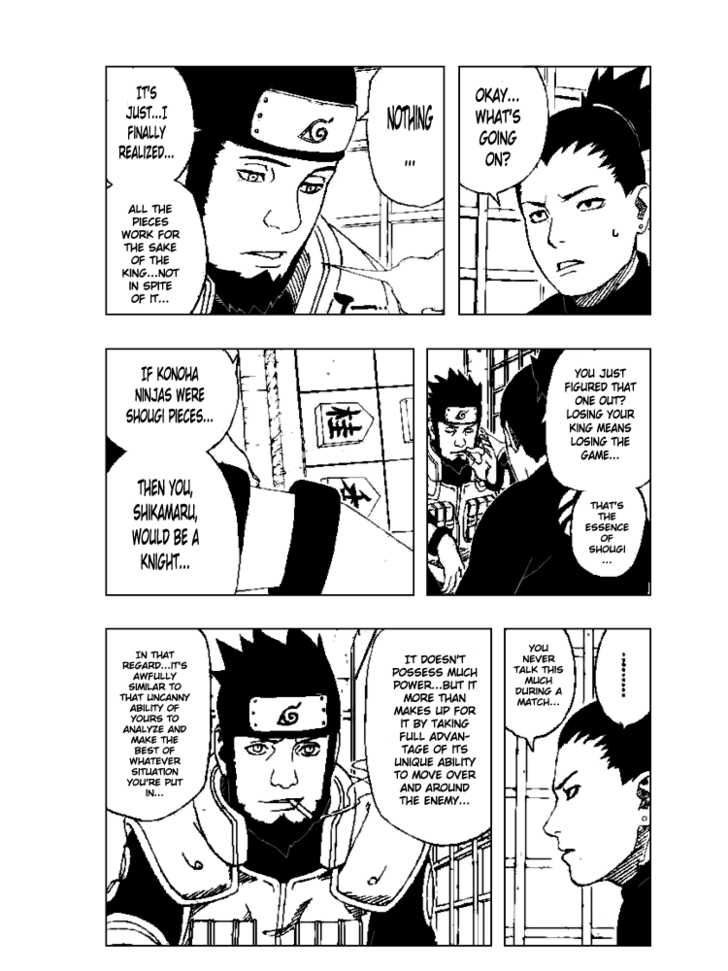 OKAY...
WHAT'S
GOING
ON?
NOTHING
...
IT'S
JUST...I
FINALLY
REALIZED...
ALL THE
PIECES
WORK FOR
THE SAKE
OF THE
KING...NOT
IN SPITE
OF IT...
YOU JUST
FIGURED THAT
ONE OUT?
LOSING YOUR
KING MEANS
LOSING THE
GAME...
THAT'S
THE
ESSENCE
OF
SHOUGI
...
IF KONOHA
NINJAS WERE
SHOUGI PIECES...
桂
THEN YOU,
SHIKAMARU,
WOULD BE A
KNIGHT...
.........
YOU
NEVER
TALK THIS
MUCH
DURING A
MATCH...
IT DOESN'T
POSSESS MUCH
POWER...BUT IT
MORE THAN
MAKES UP FOR
IT BY TAKING
FULL ADVAN-
TAGE OF ITS
UNIQUE ABILITY
TO MOVE OVER
AND AROUND
THE ENEMY...
IN THAT
REGARD...IT'S
AWFULLY
SIMILAR TO
THAT UNCANNY
ABILITY OF
YOURS TO
ANALYZE AND
MAKE THE
BEST OF
WHATEVER
SITUATION
YOU'RE PUT
IN...